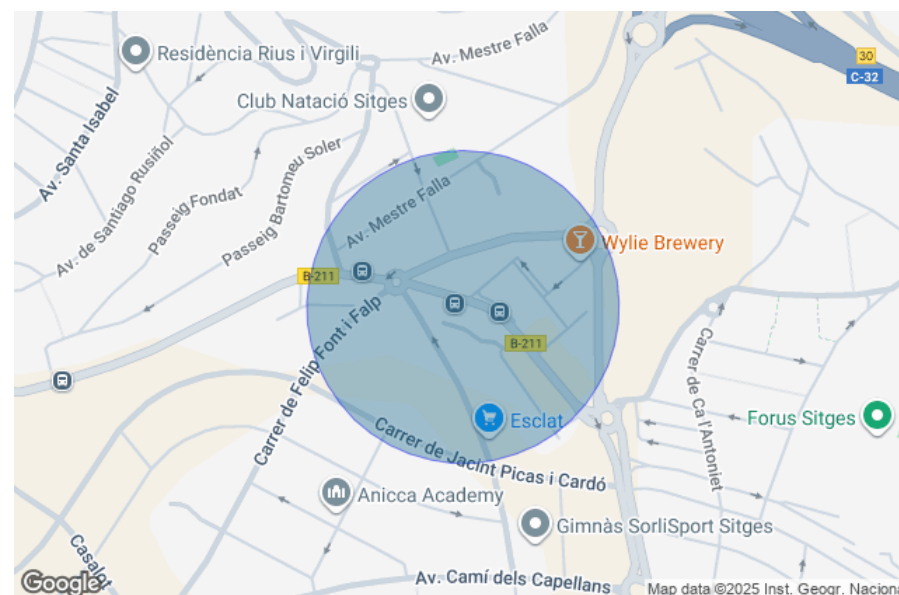 Residència Rius i Virgili
Av. Mestre Falla
30
C-32
Club Natació Sitges
Av. Santa Isabel
Av. de Santiago Rusiñol
Passeig Fondat
Passeig Bartomeu Soler
Av. Mestre Falla
Wylie Brewery
B-211
B-211
Carrer de Felip Font i Falp
Carrer de Ca l'Antoniet
Esclat
Forus Sitges
Carrer de Jacint Picas i Cardó
Anicca Academy
Gimnàs SorliSport Sitges
Casalot
Av. Camí dels Capellans
Google
Map data ©2025 Inst. Geogr. Naciona